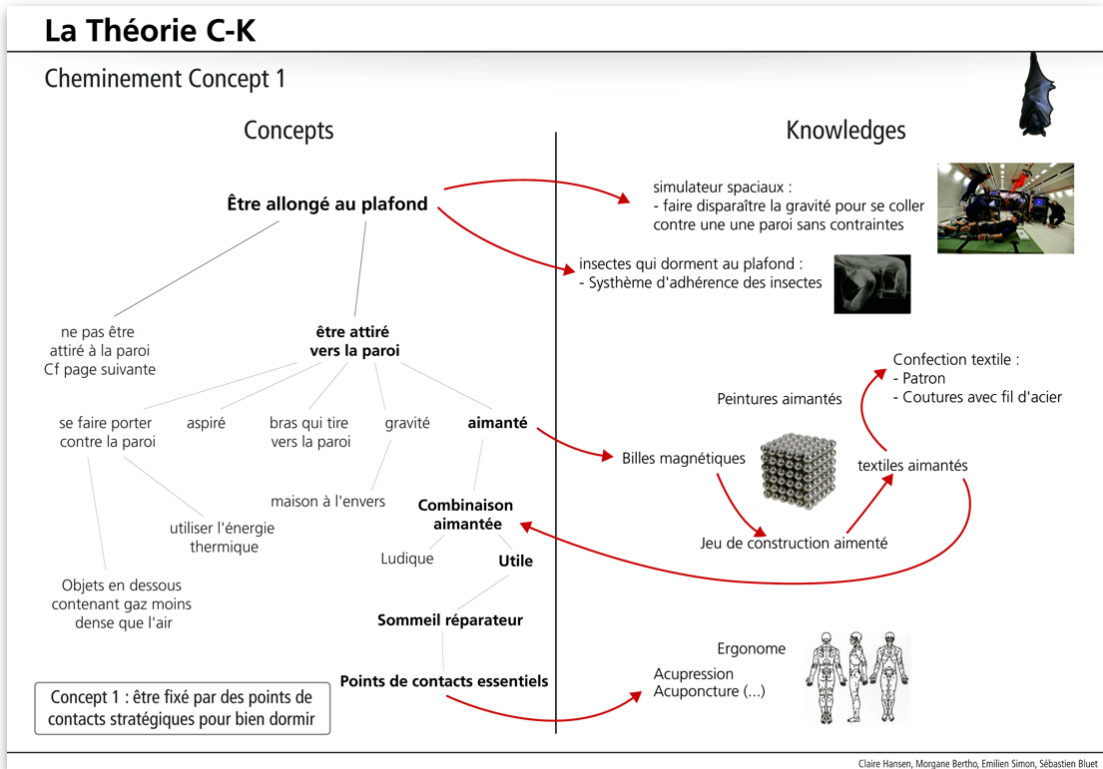 La Théorie C-K
Cheminement Concept 1
Concepts
Être allongé au plafond
ne pas être
attiré à la paroi
Cf page suivante
être attiré
vers la paroi
se faire porter
contre la paroi
aspiré
bras qui tire
vers la paroi
gravité
aimanté
maison à l'envers
utiliser l'énergie
thermique
Objets en dessous
contenant gaz moins
dense que l'air
Combinaison
aimantée
Ludique
Utile
Sommeil réparateur
Points de contacts essentiels
Concept 1 : être fixé par des points de
contacts stratégiques pour bien dormir
Knowledges
simulateur spaciaux :
- faire disparaître la gravité pour se coller
contre une une paroi sans contraintes
insectes qui dorment au plafond :
- Systhème d'adhérence des insectes
Confection textile :
- Patron
- Coutures avec fil d'acier
Peintures aimantés
Billes magnétiques
textiles aimantés
Jeu de construction aimenté
Ergonome
Acupression
Acuponcture (...)
Claire Hansen, Morgane Bertho, Emilien Simon, Sébastien Bluet